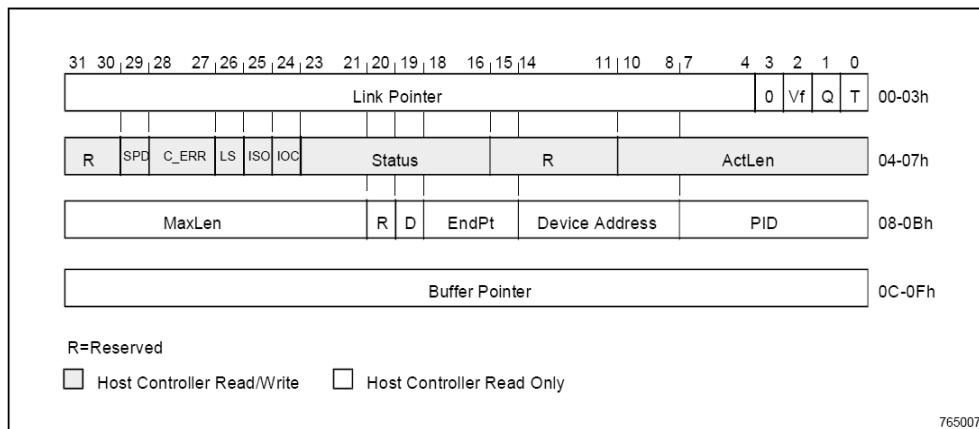 31 30 29 28 27 26 25 24 23 21 20 19 18 16 15 14 11 10 8 7 4 3 2 1 0
Link Pointer 0 Vf Q T 00-03h
R SPD C_ERR LS ISO IOC Status R ActLen 04-07h
MaxLen R D EndPt Device Address PID 08-0Bh
Buffer Pointer 0C-0Fh
R=Reserved
Host Controller Read/Write Host Controller Read Only
765007